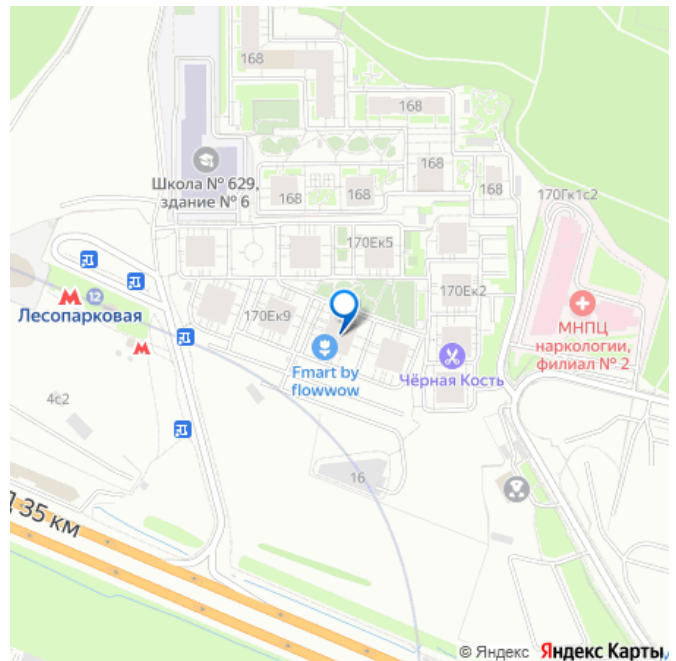 168
168
168
168
168
168
Школа № 629,
здание № 6
170Гк1с2
170Ек5
170Ек2
12
Лесопарковая
170Ек9
МНПЦ
наркологии,
филиал № 2
Fmart by
flowwow
Чёрная Кость
4с2
16
35 км
© Яндекс Яндекс Карты